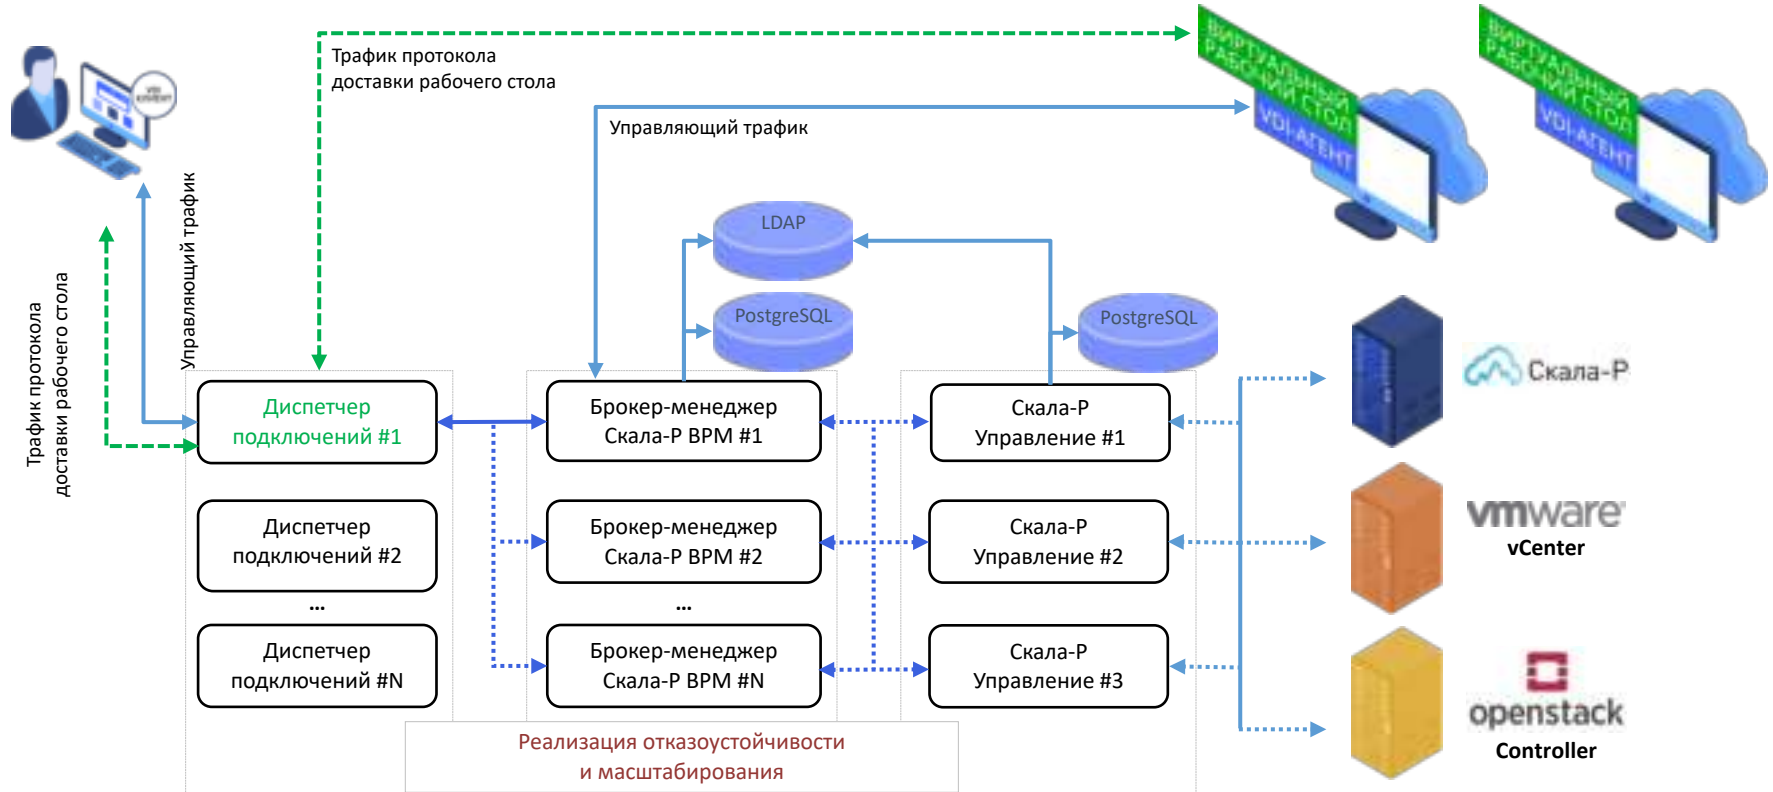 Трафик протокола
доставки рабочего стола
Управляющий трафик
ВИРТУАЛЬНЫЙ
РАБОЧИЙ СТОЛ
VDI-АГЕНТ
ВИРТУАЛЬНЫЙ
РАБОЧИЙ СТОЛ
VDI-АГЕНТ
VDI
КЛИЕНТ
Управляющий трафик
Трафик протокола
доставки рабочего стола
LDAP
PostgreSQL
PostgreSQL
Диспетчер
подключений #1
Диспетчер
подключений #2
...
Диспетчер
подключений #N
Брокер-менеджер
Скала-Р ВРМ #1
Брокер-менеджер
Скала-Р ВРМ #2
...
Брокер-менеджер
Скала-Р ВРМ #N
Скала-Р
Управление #1
Скала-Р
Управление #2
Скала-Р
Управление #3
Скала-Р
vmware
vCenter
openstack
Controller
Реализация отказоустойчивости
и масштабирования